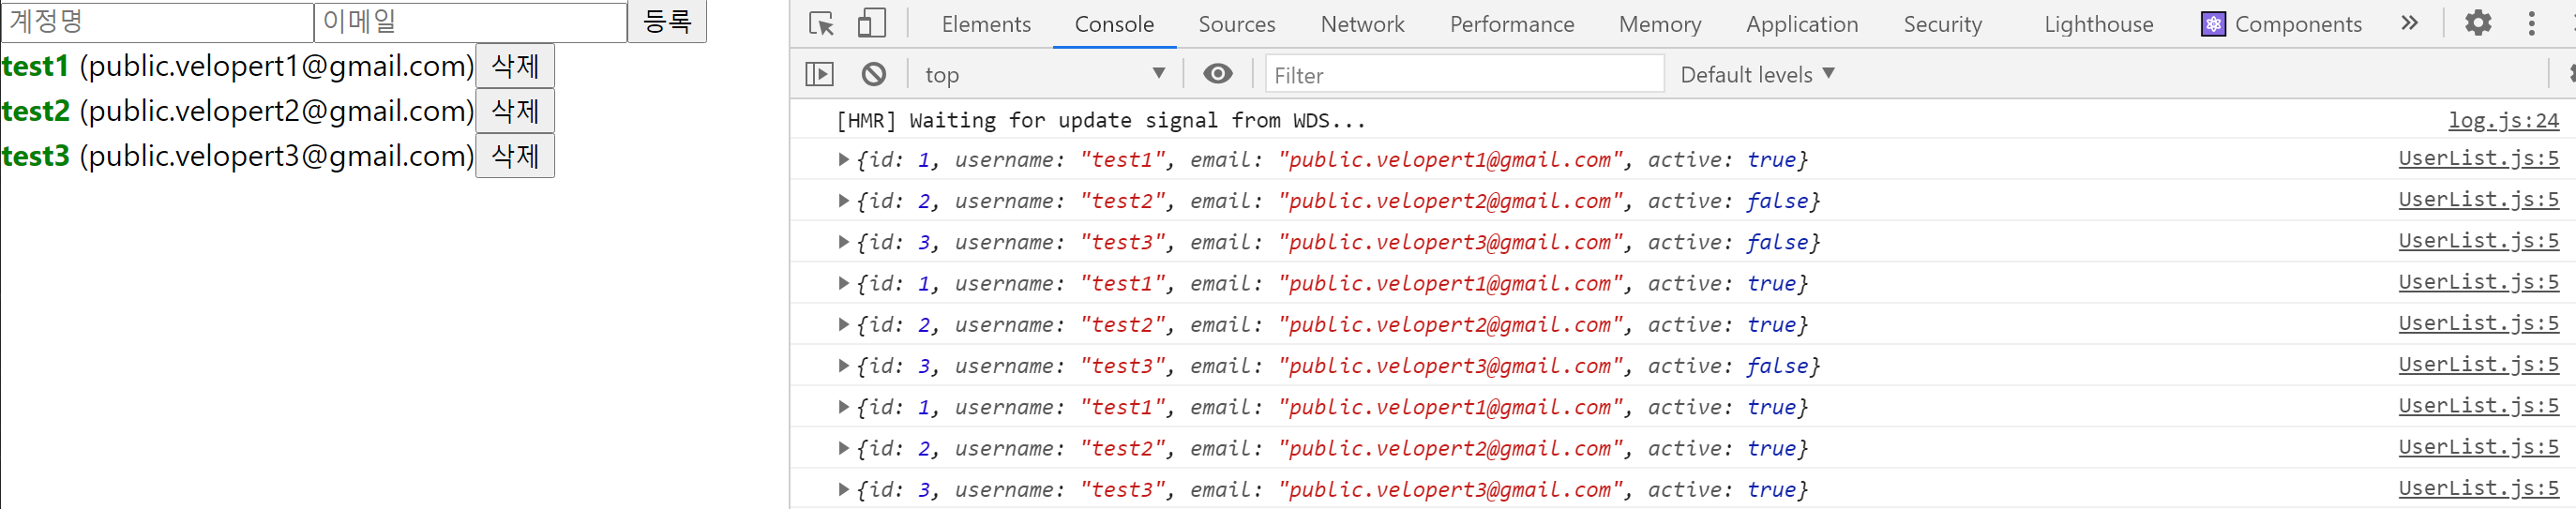 계정명 이메일 등록
test1 (public.velopert1@gmail.com) 삭제
test2 (public.velopert2@gmail.com) 삭제
test3 (public.velopert3@gmail.com) 삭제
Elements Console Sources Network Performance Memory Application Security Lighthouse Components »
top Filter Default levels
[HMR] Waiting for update signal from WDS... log.js:24
{id: 1, username: "test1", email: "public.velopert1@gmail.com", active: true} UserList.js:5
{id: 2, username: "test2", email: "public.velopert2@gmail.com", active: false} UserList.js:5
{id: 3, username: "test3", email: "public.velopert3@gmail.com", active: false} UserList.js:5
{id: 1, username: "test1", email: "public.velopert1@gmail.com", active: true} UserList.js:5
{id: 2, username: "test2", email: "public.velopert2@gmail.com", active: true} UserList.js:5
{id: 3, username: "test3", email: "public.velopert3@gmail.com", active: false} UserList.js:5
{id: 1, username: "test1", email: "public.velopert1@gmail.com", active: true} UserList.js:5
{id: 2, username: "test2", email: "public.velopert2@gmail.com", active: true} UserList.js:5
{id: 3, username: "test3", email: "public.velopert3@gmail.com", active: true} UserList.js:5